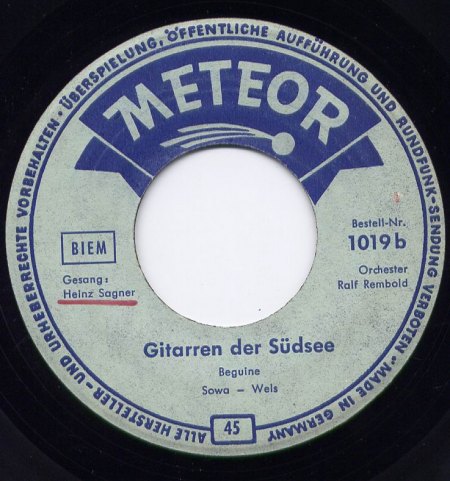 ALLE HERSTELLER- UND URHEBERRECHTE VORBEHALTEN · ÜBERSPIELUNG, ÖFFENTLICHE AUFFÜHRUNG UND RUNDFUNK-SENDUNG VERBOTEN · MADE IN GERMANY
METEOR
BIEM
Bestell-Nr.
1019 b
Gesang:
Heinz Sagner
Orchester
Ralf Rembold
Gitarren der Südsee
Beguine
Sowa – Wels
45